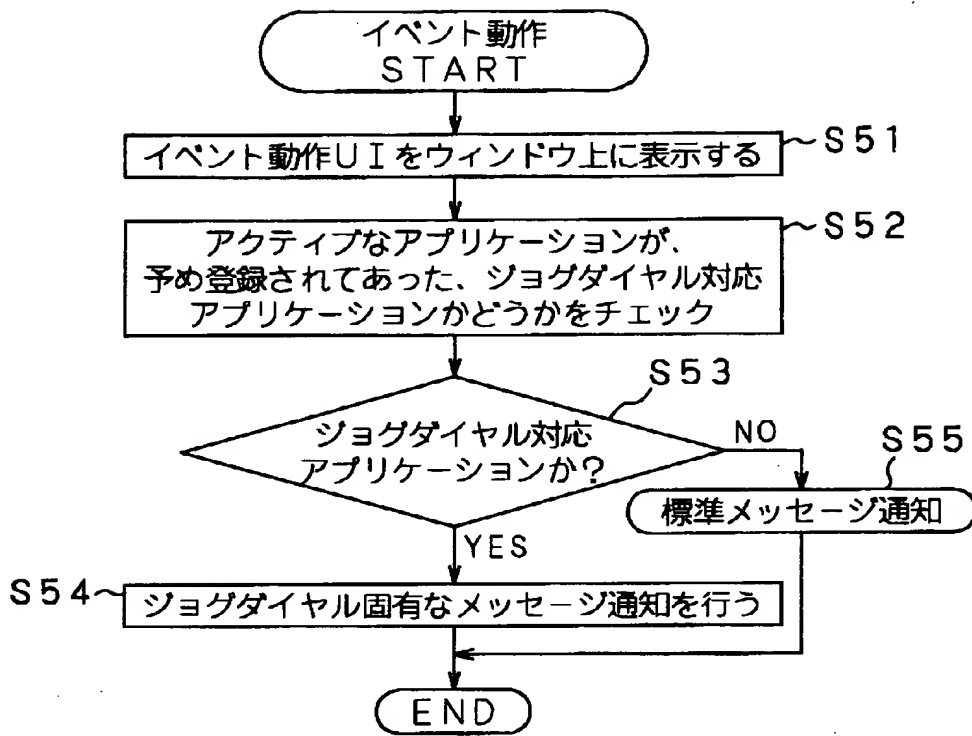 イベント動作
START
イベント動作UIをウィンドウ上に表示する
S51
S52
アクティブなアプリケーションが、
予め登録されてあった、ジョグダイヤル対応
アプリケーションかどうかをチェック
S53
ジョグダイヤル対応
アプリケーションか?
NO
S55
標準メッセージ通知
YES
S54
ジョグダイヤル固有なメッセージ通知を行う
END